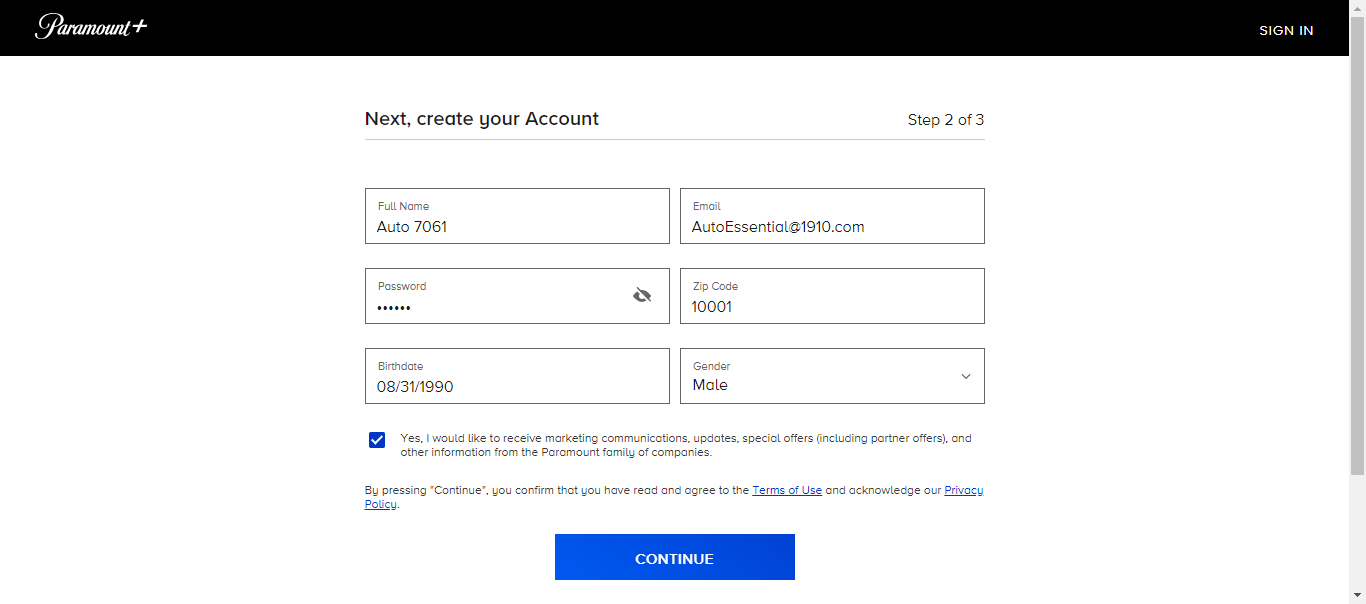 Paramount+
SIGN IN
Next, create your Account
Step 2 of 3
Full Name
Auto 7061
Email
AutoEssential@1910.com
Password
••••••
Zip Code
10001
Birthdate
08/31/1990
Gender
Male
Yes, I would like to receive marketing communications, updates, special offers (including partner offers), and
other information from the Paramount family of companies.
By pressing "Continue", you confirm that you have read and agree to the Terms of Use and acknowledge our Privacy
Policy.
CONTINUE